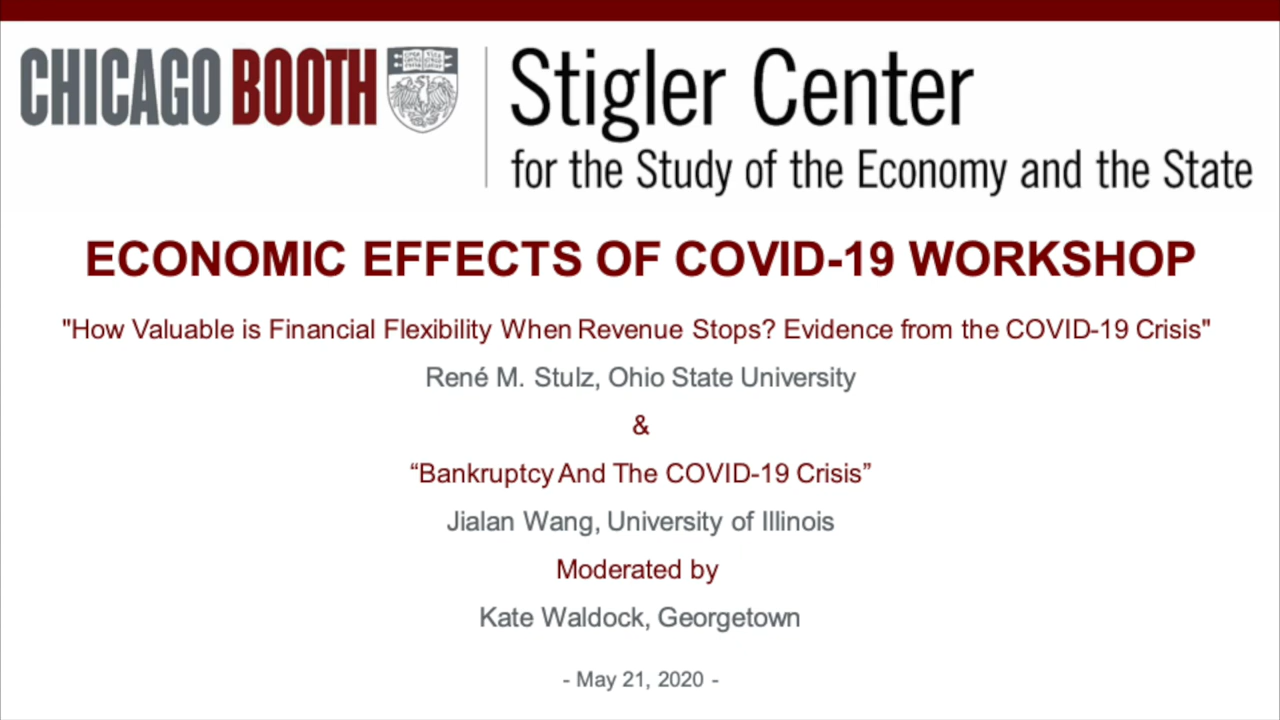 CHICAGO BOOTH
Stigler Center
for the Study of the Economy and the State
ECONOMIC EFFECTS OF COVID-19 WORKSHOP
"How Valuable is Financial Flexibility When Revenue Stops? Evidence from the COVID-19 Crisis"
René M. Stulz, Ohio State University
&
“Bankruptcy And The COVID-19 Crisis”
Jialan Wang, University of Illinois
Moderated by
Kate Waldock, Georgetown
- May 21, 2020 -